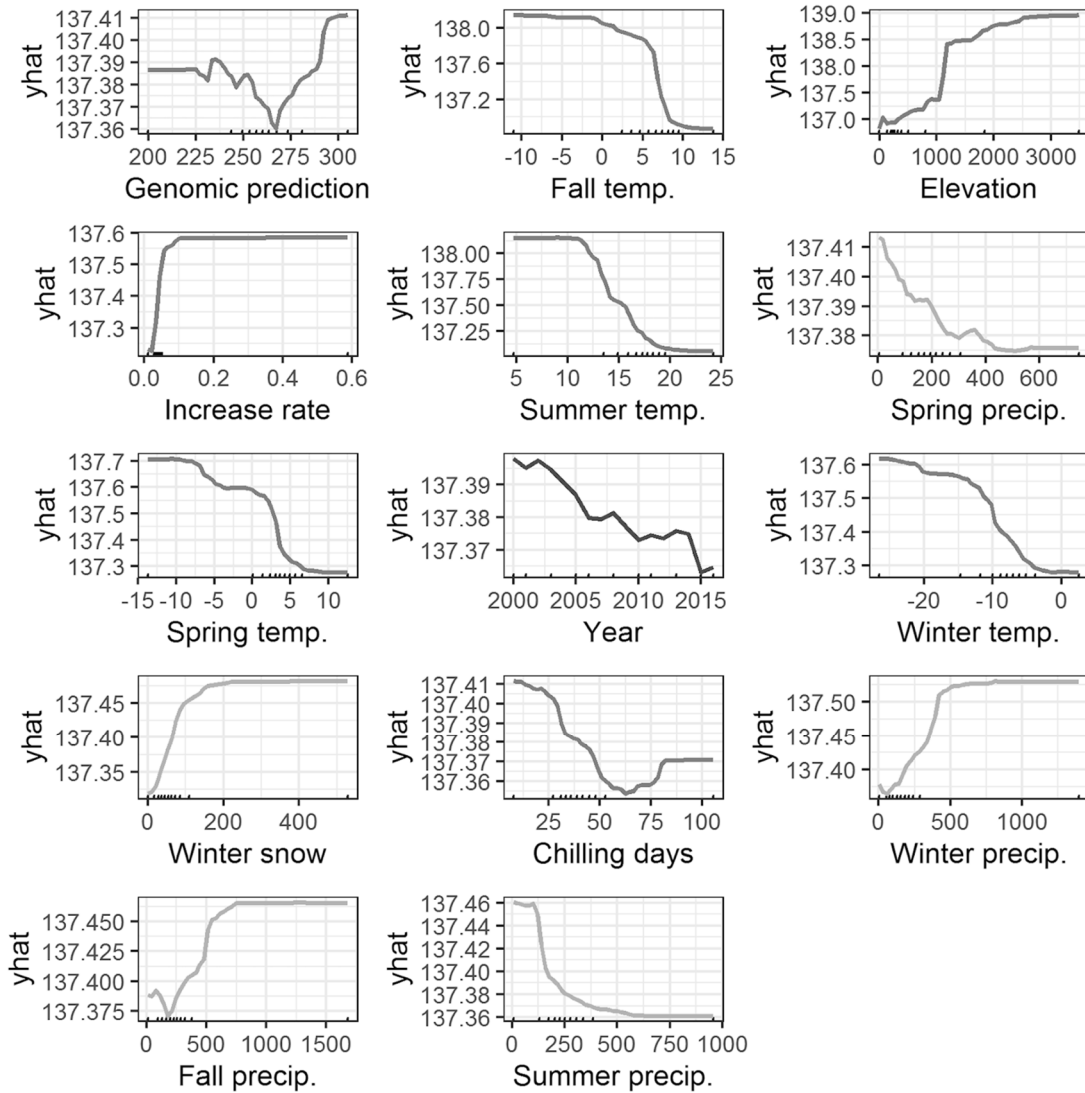 yhat
137.41
137.40
137.39
137.38
137.37
137.36
200 225 250 275 300
Genomic prediction
yhat
138.0
137.6
137.2
-10 -5 0 5 10 15
Fall temp.
yhat
139.0
138.5
138.0
137.5
137.0
0 1000 2000 3000
Elevation
yhat
137.6
137.5
137.4
137.3
0.0 0.2 0.4 0.6
Increase rate
yhat
138.00
137.75
137.50
137.25
5 10 15 20 25
Summer temp.
yhat
137.41
137.40
137.39
137.38
0 200 400 600
Spring precip.
yhat
137.7
137.6
137.5
137.4
137.3
-15 -10 -5 0 5 10
Spring temp.
yhat
137.39
137.38
137.37
2000 2005 2010 2015
Year
yhat
137.6
137.5
137.4
137.3
-20 -10 0
Winter temp.
yhat
137.45
137.40
137.35
0 200 400
Winter snow
yhat
137.41
137.40
137.39
137.38
137.37
137.36
25 50 75 100
Chilling days
yhat
137.50
137.45
137.40
0 500 1000
Winter precip.
yhat
137.450
137.425
137.400
137.375
0 500 1000 1500
Fall precip.
yhat
137.46
137.44
137.42
137.40
137.38
137.36
0 250 500 750 1000
Summer precip.